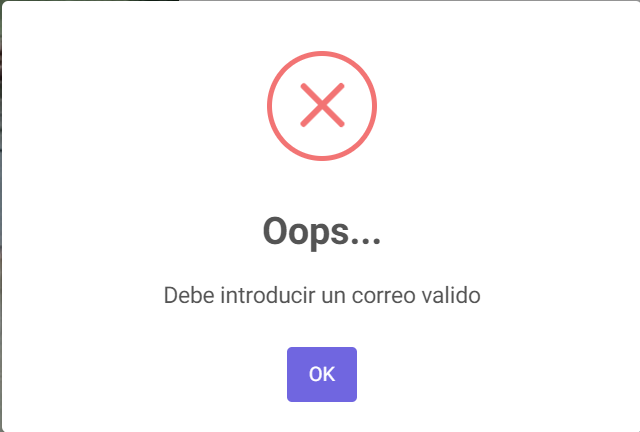 Oops...
Debe introducir un correo valido
OK